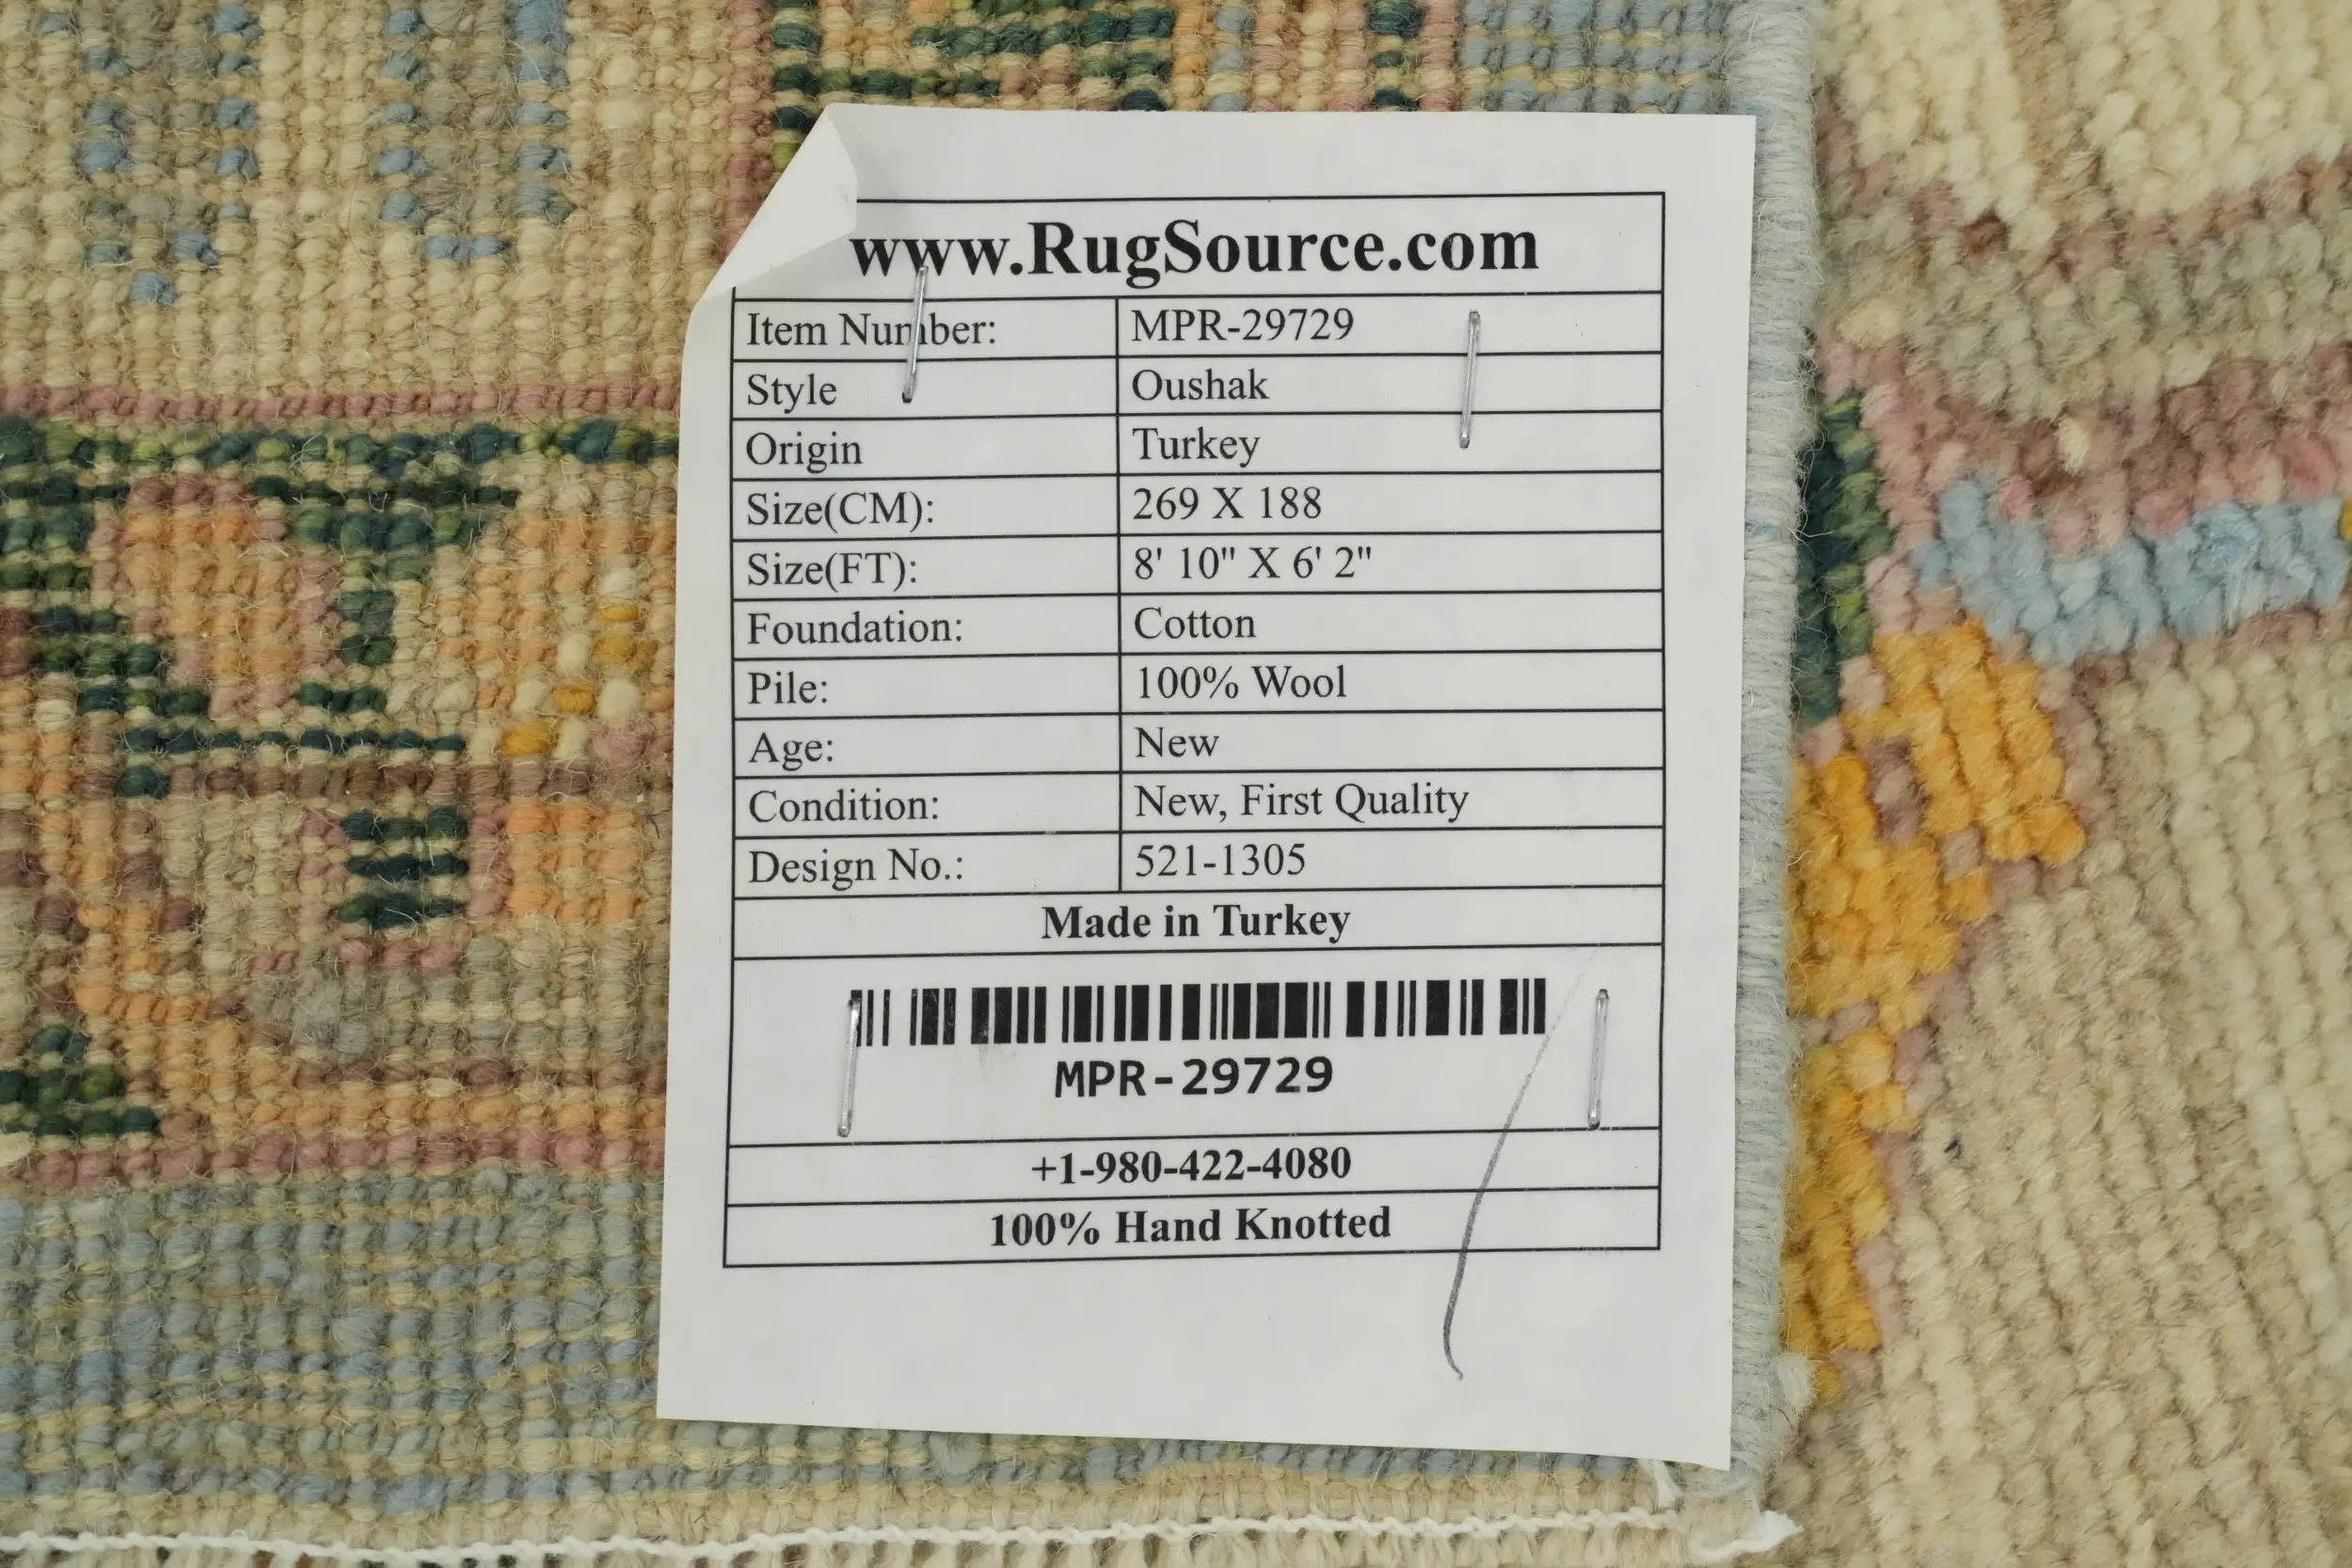 www.RugSource.com
Item Number: MPR-29729
Style Oushak
Origin Turkey
Size(CM): 269 X 188
Size(FT): 8' 10" X 6' 2"
Foundation: Cotton
Pile: 100% Wool
Age: New
Condition: New, First Quality
Design No.: 521-1305
Made in Turkey
MPR-29729
+1-980-422-4080
100% Hand Knotted